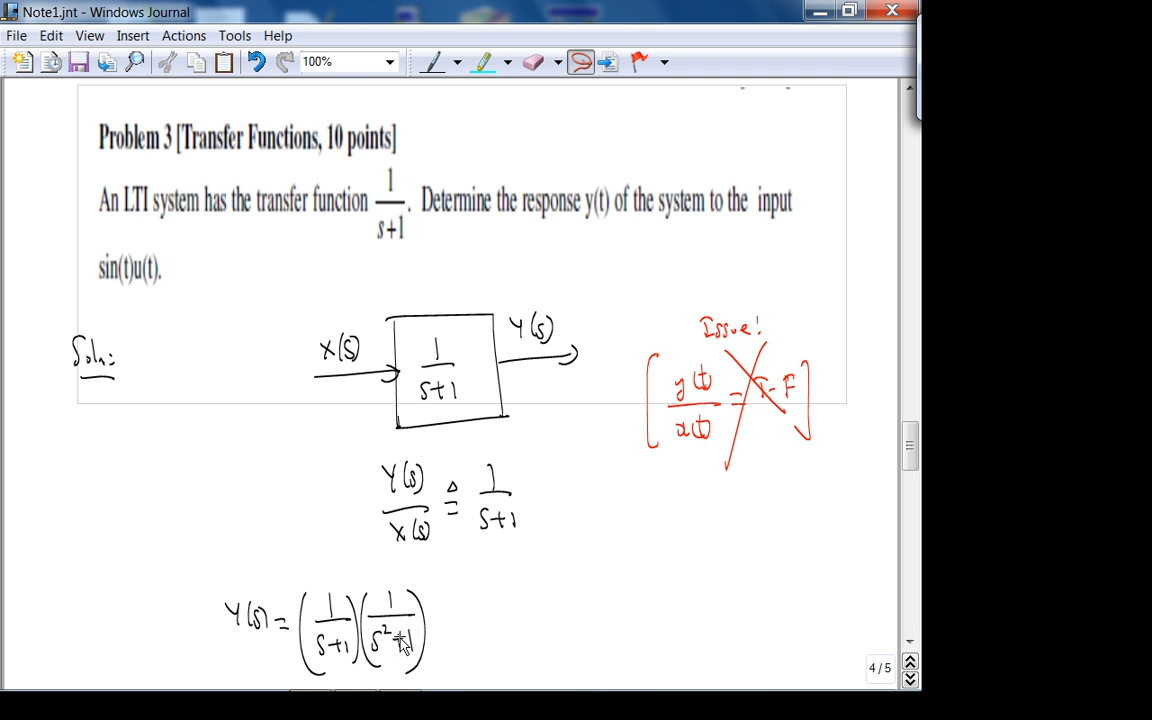 Note1.jnt - Windows Journal
File Edit View Insert Actions Tools Help
100%
Problem 3 [Transfer Functions, 10 points]
An LTI system has the transfer function 1/(s+1). Determine the response y(t) of the system to the input
sin(t)u(t).
Soln:
X(s)
1/(s+1)
Y(s)
Issue!
[y(t)/x(t) = T-F]
Y(s)/X(s) ≜ 1/(s+1)
Y(s) = (1/(s+1))(1/(s²+1))
4/5